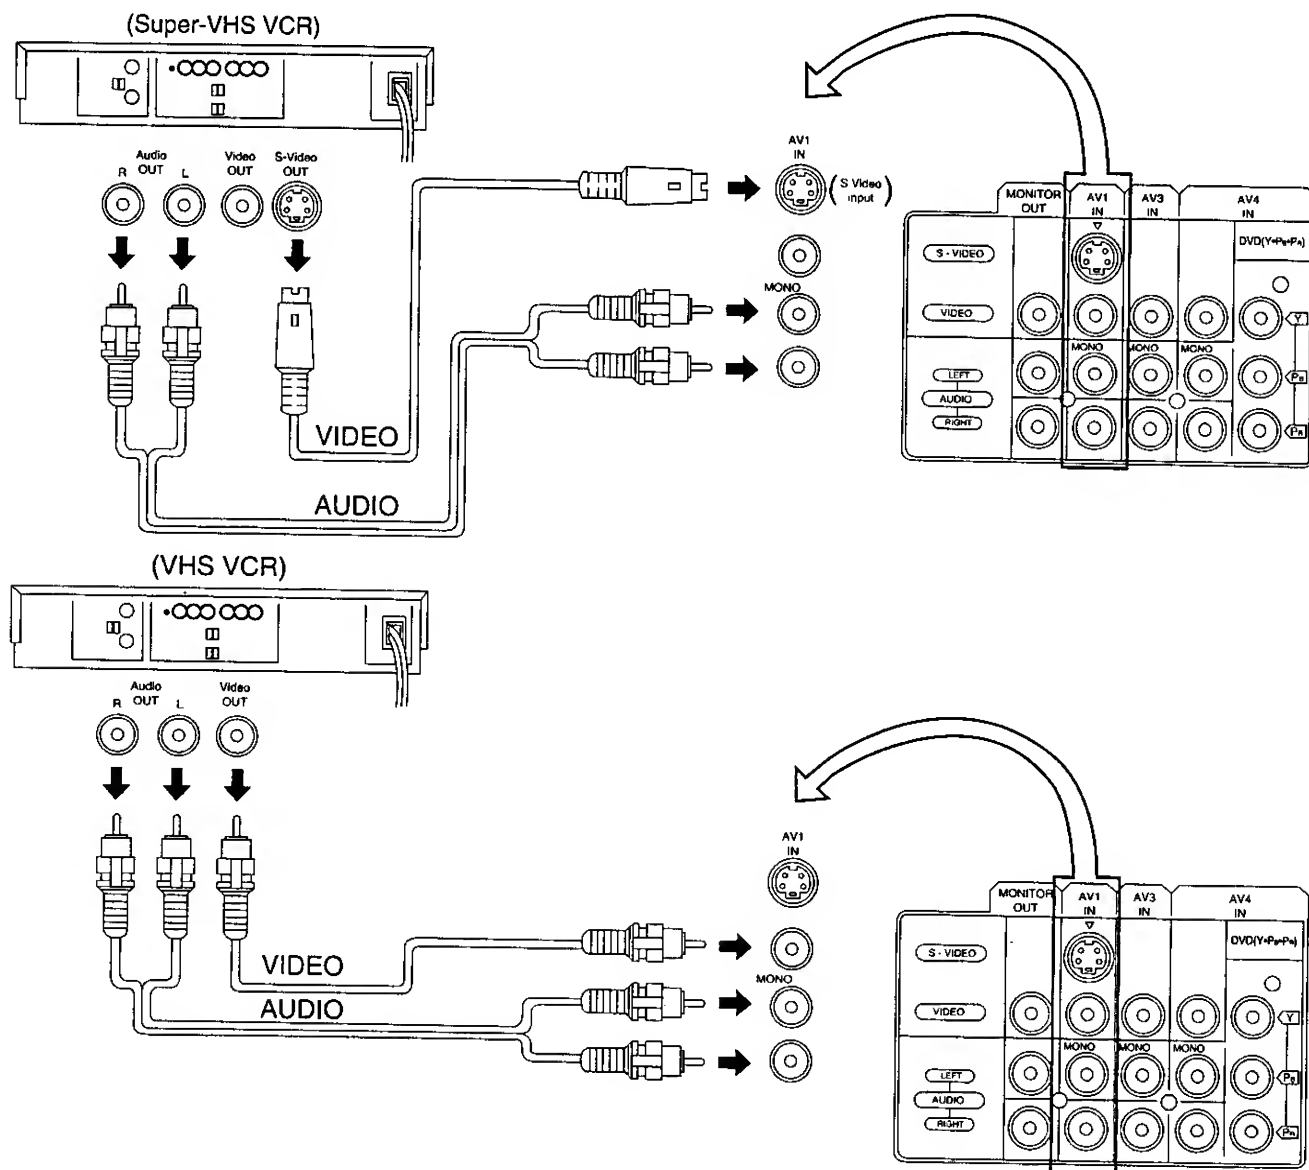 (Super-VHS VCR)
Audio
OUT
R
L
Video
OUT
S-Video
OUT
VIDEO
AUDIO
AV1
IN
(S Video
input)
MONO
MONITOR
OUT
AV1
IN
AV3
IN
AV4
IN
DVD(Y•PB•PR)
S - VIDEO
VIDEO
Y
MONO
MONO
MONO
LEFT
AUDIO
RIGHT
PB
PR
(VHS VCR)
Audio
OUT
R
L
Video
OUT
VIDEO
AUDIO
AV1
IN
MONO
MONITOR
OUT
AV1
IN
AV3
IN
AV4
IN
DVD(Y•PB•PR)
S - VIDEO
VIDEO
Y
MONO
MONO
MONO
LEFT
AUDIO
RIGHT
PB
PR